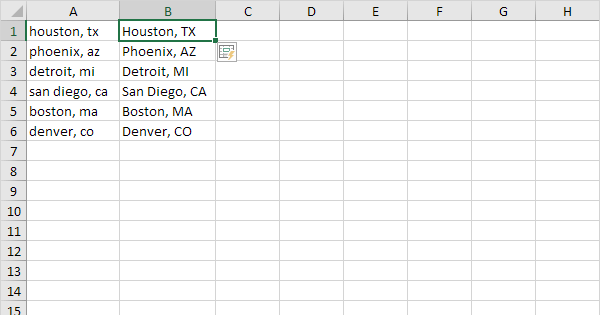 A B C D E F G H
1 houston, tx Houston, TX
2 phoenix, az Phoenix, AZ
3 detroit, mi Detroit, MI
4 san diego, ca San Diego, CA
5 boston, ma Boston, MA
6 denver, co Denver, CO
7
8
9
10
11
12
13
14
15